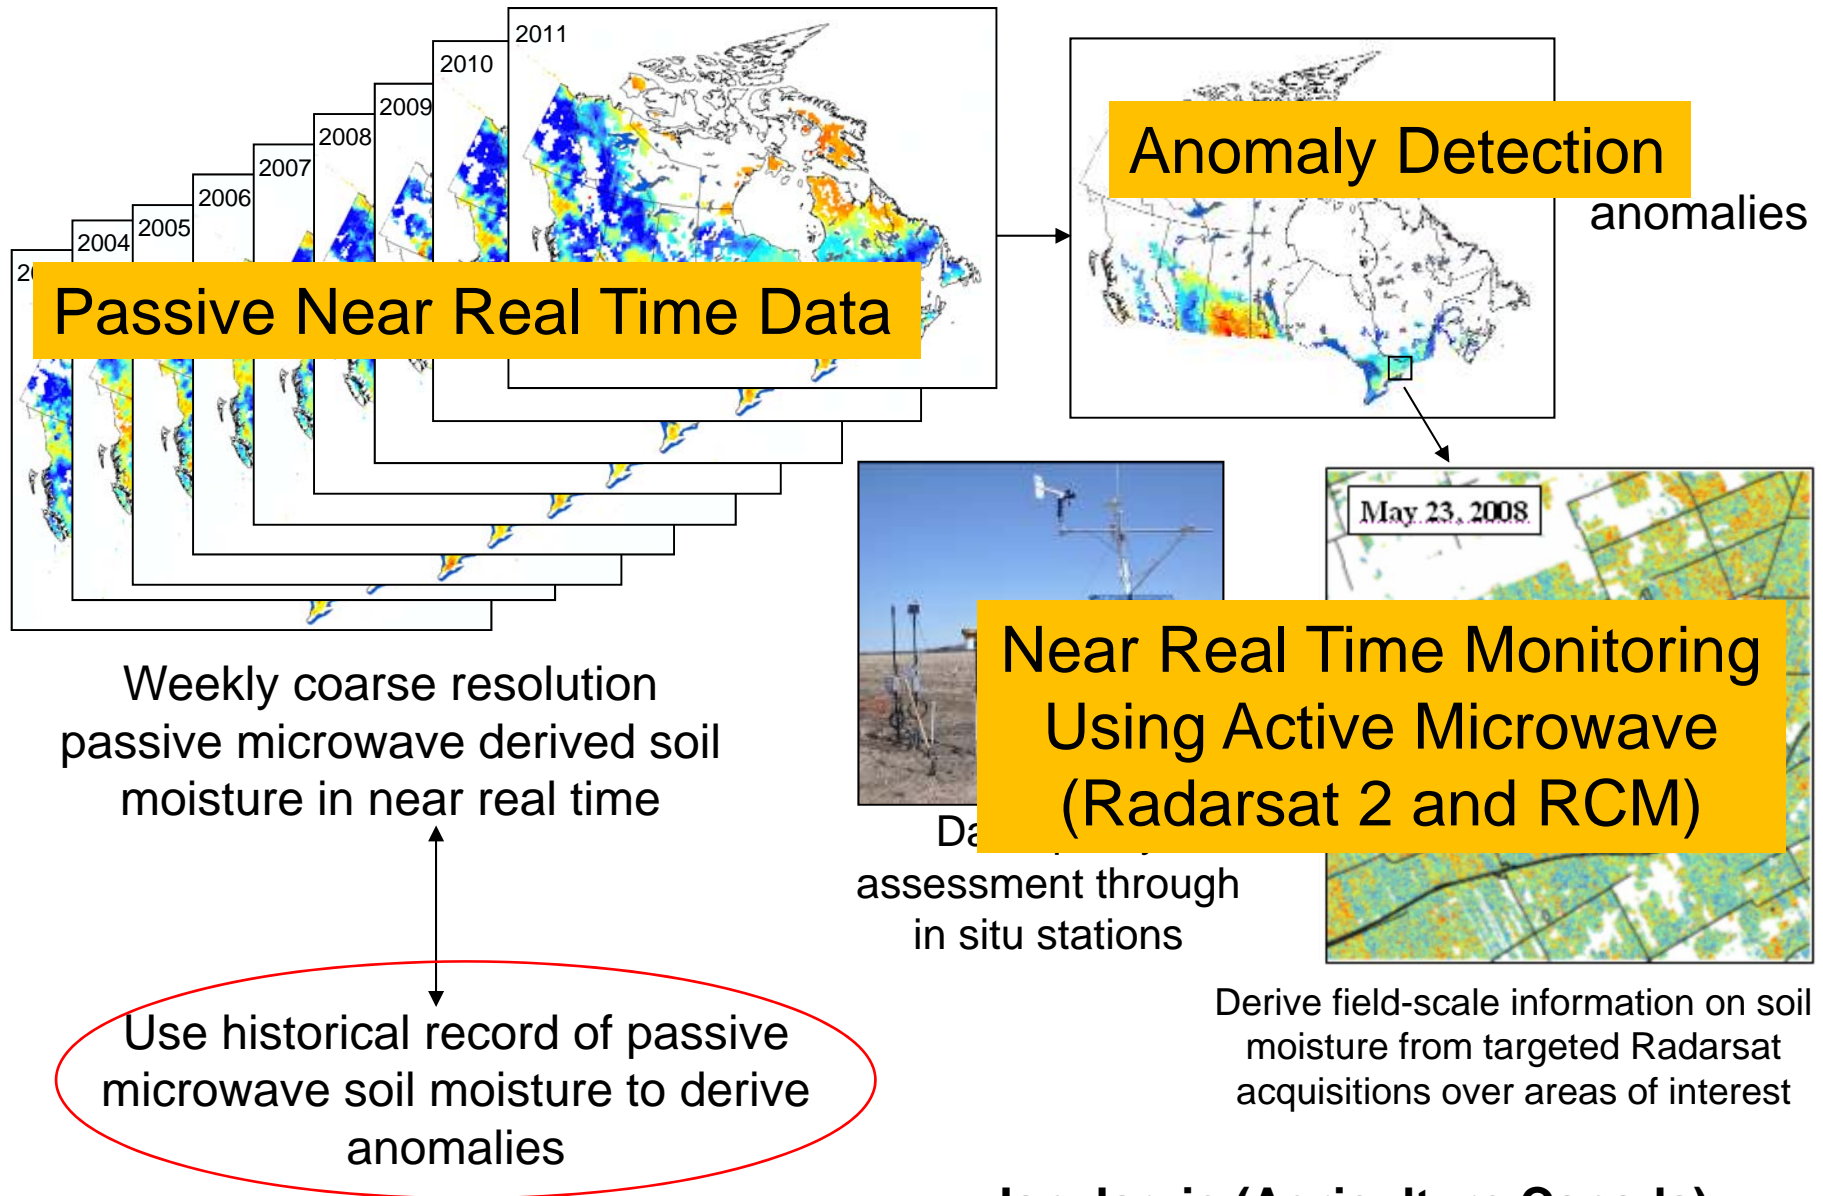 2011
2010
2009
2008
2007
2006
2005
2004
Anomaly Detection
anomalies
Passive Near Real Time Data
May 23, 2008
Near Real Time Monitoring
Using Active Microwave
(Radarsat 2 and RCM)
Weekly coarse resolution
passive microwave derived soil
moisture in near real time
assessment through
in situ stations
Derive field-scale information on soil
moisture from targeted Radarsat
acquisitions over areas of interest
Use historical record of passive
microwave soil moisture to derive
anomalies
(Agriculture Canada)